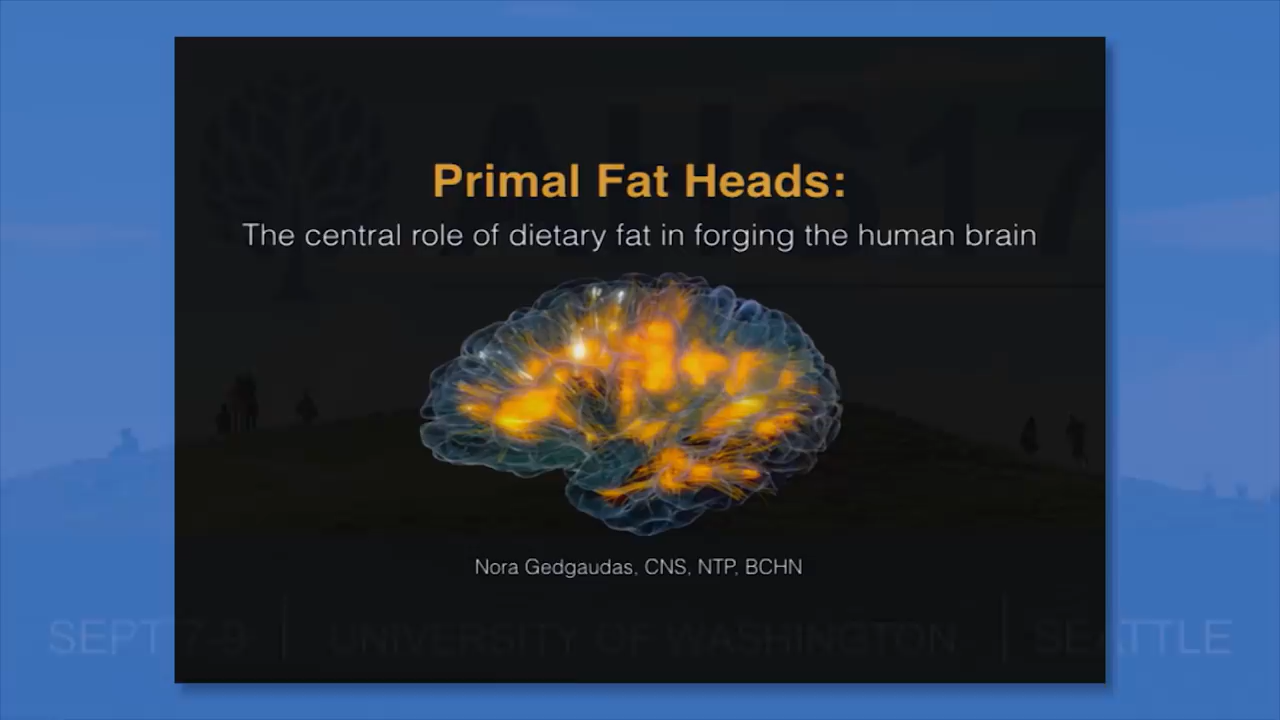 AHS17
Primal Fat Heads:
The central role of dietary fat in forging the human brain
Nora Gedgaudas, CNS, NTP, BCHN
SEPT 7-9 | UNIVERSITY OF WASHINGTON | SEATTLE